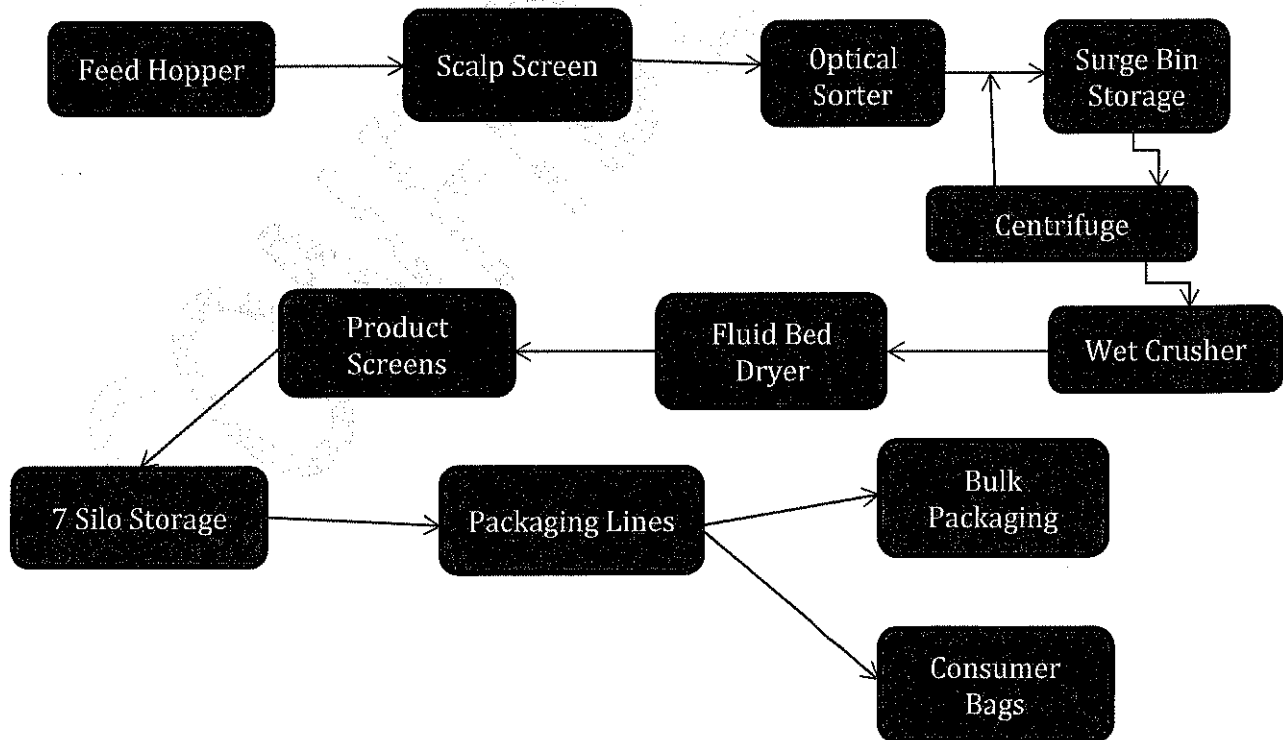 Feed Hopper
Scalp Screen
Optical
Sorter
Surge Bin
Storage
Centrifuge
Product
Screens
Fluid Bed
Dryer
Wet Crusher
7 Silo Storage
Packaging Lines
Bulk
Packaging
Consumer
Bags